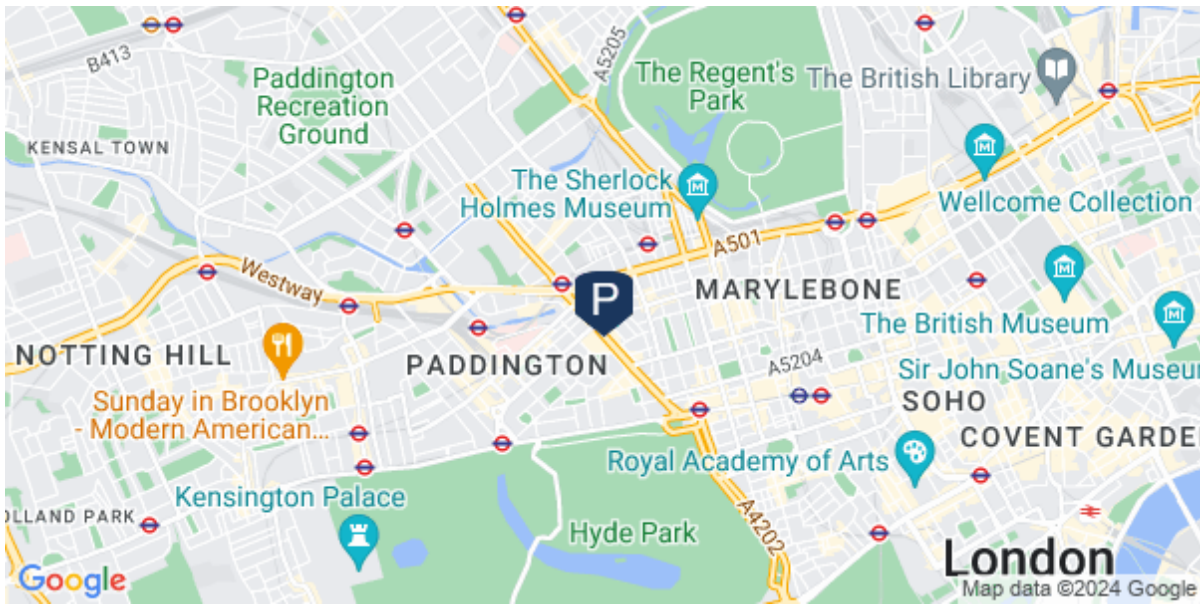 B413
A5205
Paddington
Recreation
Ground
The Regent's
Park
The British Library
KENSAL TOWN
The Sherlock
Holmes Museum
Wellcome Collection
A501
Westway
P
MARYLEBONE
The British Museum
NOTTING HILL
PADDINGTON
A5204
Sir John Soane's Museu
Sunday in Brooklyn
- Modern American...
SOHO
COVENT GARDE
Royal Academy of Arts
Kensington Palace
OLLAND PARK
Hyde Park
A4202
London
Google
Map data ©2024 Google